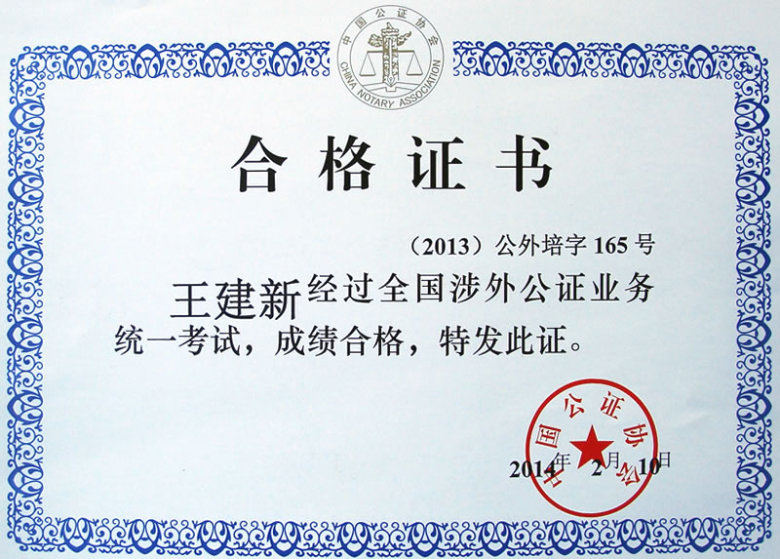 中国公证协会
CHINA NOTARY ASSOCIATION
合格证书
（2013）公外培字 165 号
王建新经过全国涉外公证业务
统一考试，成绩合格，特发此证。
中国公证协会
2014年 2月 10日